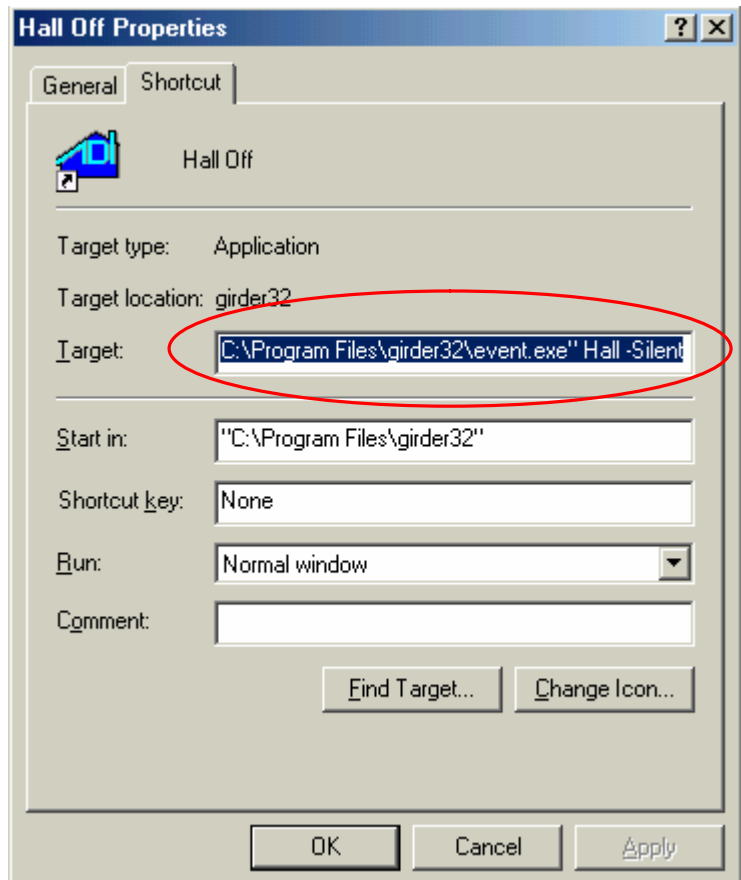 Hall Off Properties
General Shortcut
Hall Off
Target type: Application
Target location: girder32
Target: C:\Program Files\girder32\event.exe" Hall -Silent
Start in: "C:\Program Files\girder32"
Shortcut key: None
Run: Normal window
Comment:
Find Target... Change Icon...
OK Cancel Apply